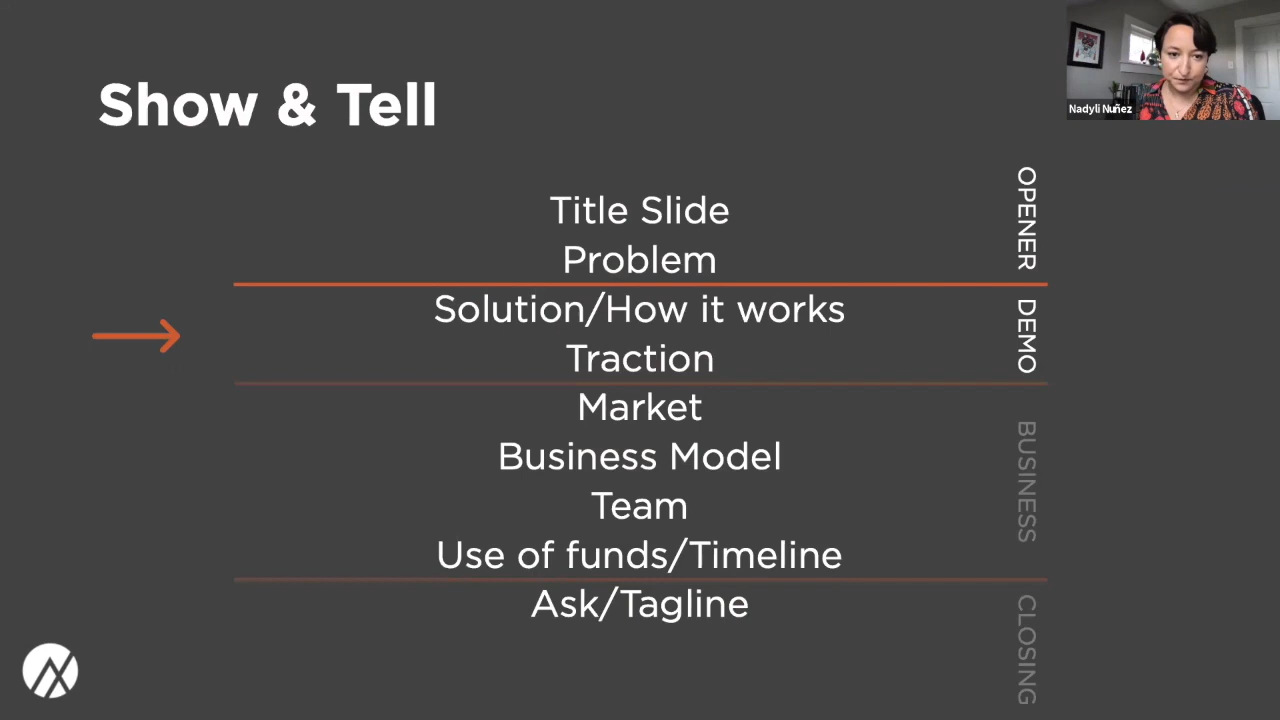 Show & Tell
Nadyli Nuñez
Title Slide
Problem
Solution/How it works
Traction
Market
Business Model
Team
Use of funds/Timeline
Ask/Tagline
OPENER
DEMO
BUSINESS
CLOSING